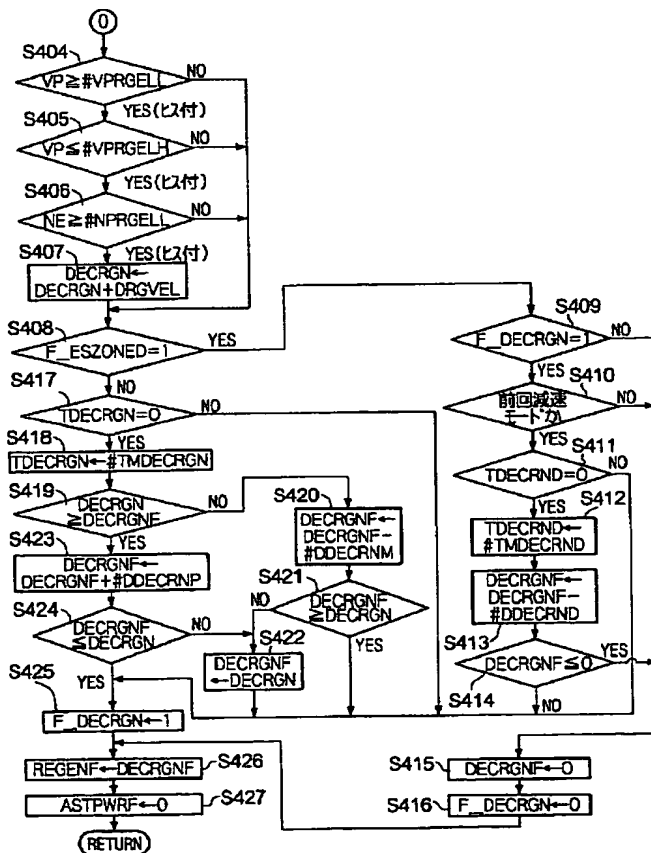 0
S404
VP≧#VPRGELL
NO
YES(ヒス付)
S405
VP≦#VPRGELH
NO
YES(ヒス付)
S406
NE≧#NPRGELL
NO
YES(ヒス付)
S407
DECRGN←
DECRGN+DRGVEL
S408
F_ESZONED=1
YES
NO
S417
TDECRGN=0
NO
YES
S418
TDECRGN←#TMDECRGN
S419
DECRGN
≧DECRGNF
NO
YES
S420
DECRGNF←
DECRGNF-
#DDECRNM
S421
DECRGNF
≧DECRGN
NO
YES
S422
DECRGNF
←DECRGN
S423
DECRGNF←
DECRGNF+#DDECRNP
S424
DECRGNF
≦DECRGN
NO
YES
S425
F_DECRGN←1
REGENF←DECRGNF
S426
ASTPWRF←0
S427
RETURN
S409
F_DECRGN=1
NO
YES
S410
前回減速
モードか
NO
YES
S411
TDECRND=0
NO
YES
S412
TDECRND←
#TMDECRND
DECRGNF←
DECRGNF-
#DDECRND
S413
DECRGNF≦0
YES
S414
NO
S415
DECRGNF←0
S416
F_DECRGN←0